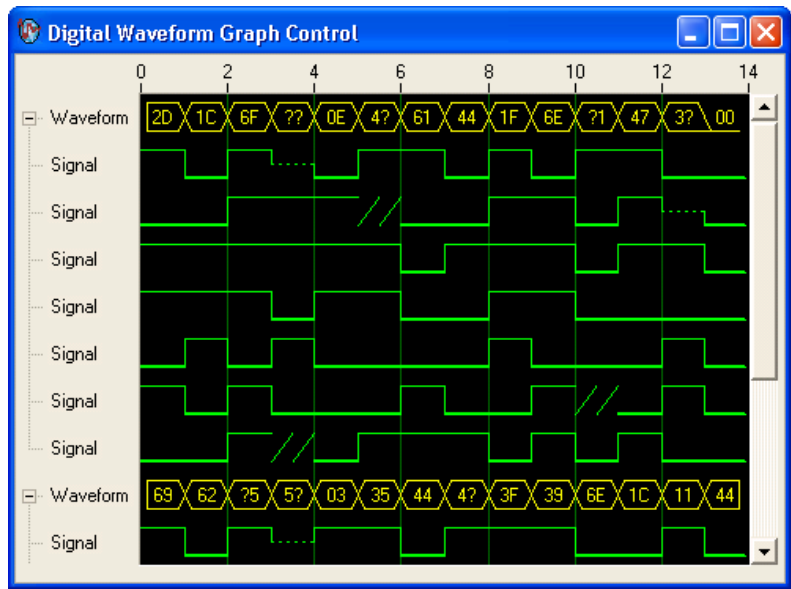 Digital Waveform Graph Control
0 2 4 6 8 10 12 14
Waveform 2D 1C 6F ?? 0E 4? 61 44 1F 6E ?1 47 3? 00
Signal
Signal
Signal
Signal
Signal
Signal
Signal
Waveform 69 62 ?5 5? 03 35 44 4? 3F 39 6E 1C 11 44
Signal